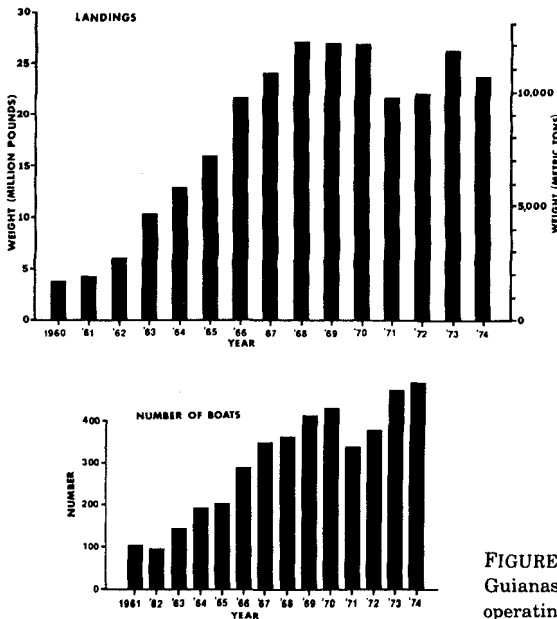 LANDINGS
30
25
20
15
10
5
0
WEIGHT (MILLION POUNDS)
10,000
5,000
0
WEIGHT (METRIC TONS)
1960 '61 '62 '63 '64 '65 '66 '67 '68 '69 '70 '71 '72 '73 '74
YEAR
NUMBER OF BOATS
400
300
200
100
0
NUMBER
1961 '62 '63 '64 '65 '66 '67 '68 '69 '70 '71 '72 '73 '74
YEAR
FIGURE
Guianas
operatin